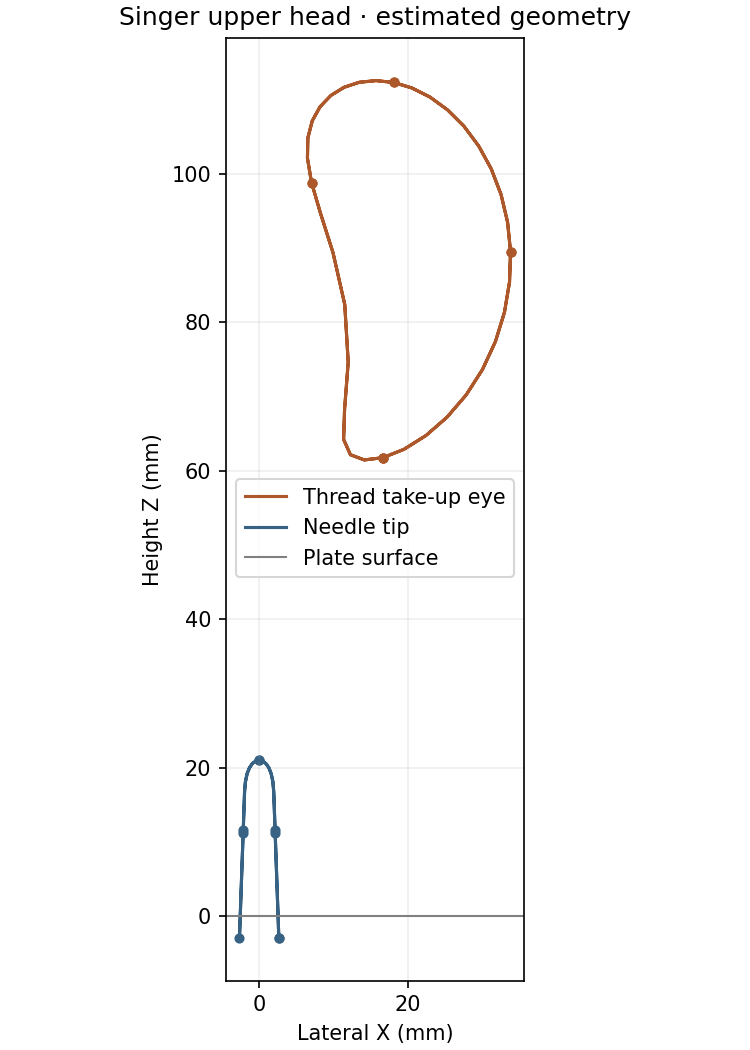 Singer upper head · estimated geometry
100
80
60
Thread take-up eye
Needle tip
Plate surface
Height Z (mm)
40
20
0
0 20
Lateral X (mm)